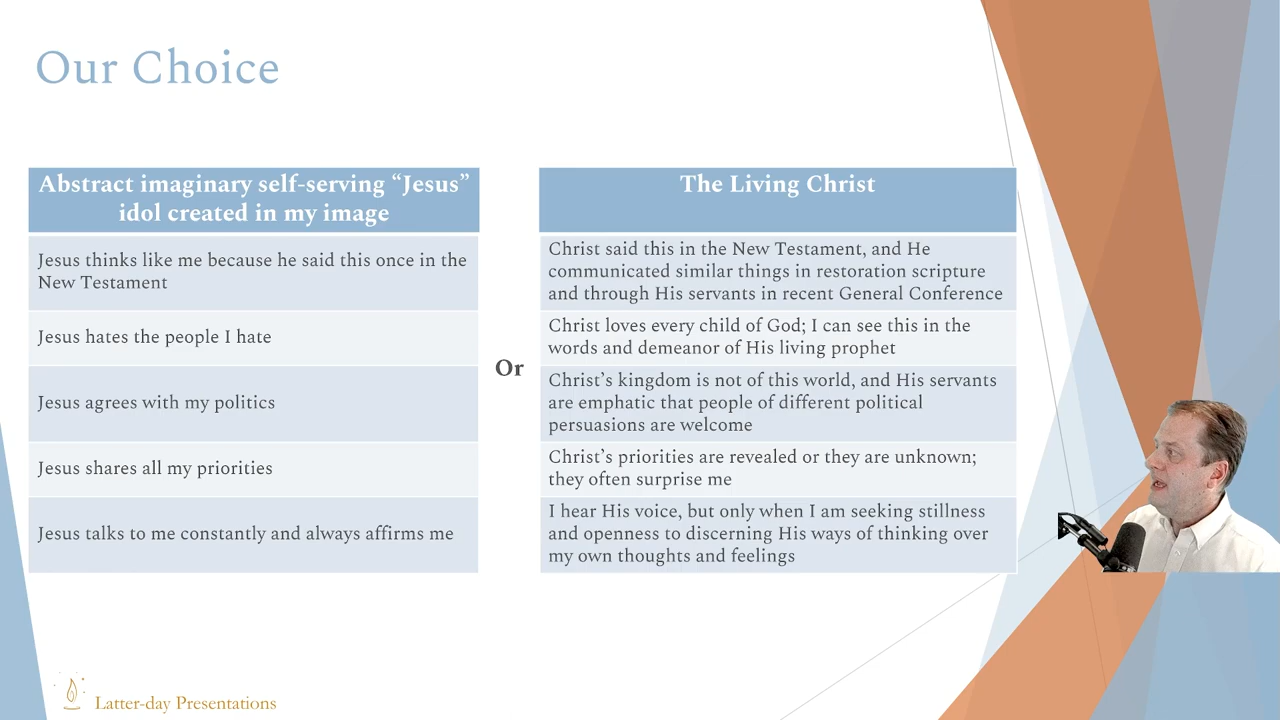 Our Choice
Abstract imaginary self-serving “Jesus”
idol created in my image
Jesus thinks like me because he said this once in the
New Testament
Jesus hates the people I hate
Jesus agrees with my politics
Jesus shares all my priorities
Jesus talks to me constantly and always affirms me
Or
The Living Christ
Christ said this in the New Testament, and He
communicated similar things in restoration scripture
and through His servants in recent General Conference
Christ loves every child of God; I can see this in the
words and demeanor of His living prophet
Christ’s kingdom is not of this world, and His servants
are emphatic that people of different political
persuasions are welcome
Christ’s priorities are revealed or they are unknown;
they often surprise me
I hear His voice, but only when I am seeking stillness
and openness to discerning His ways of thinking over
my own thoughts and feelings
Latter-day Presentations